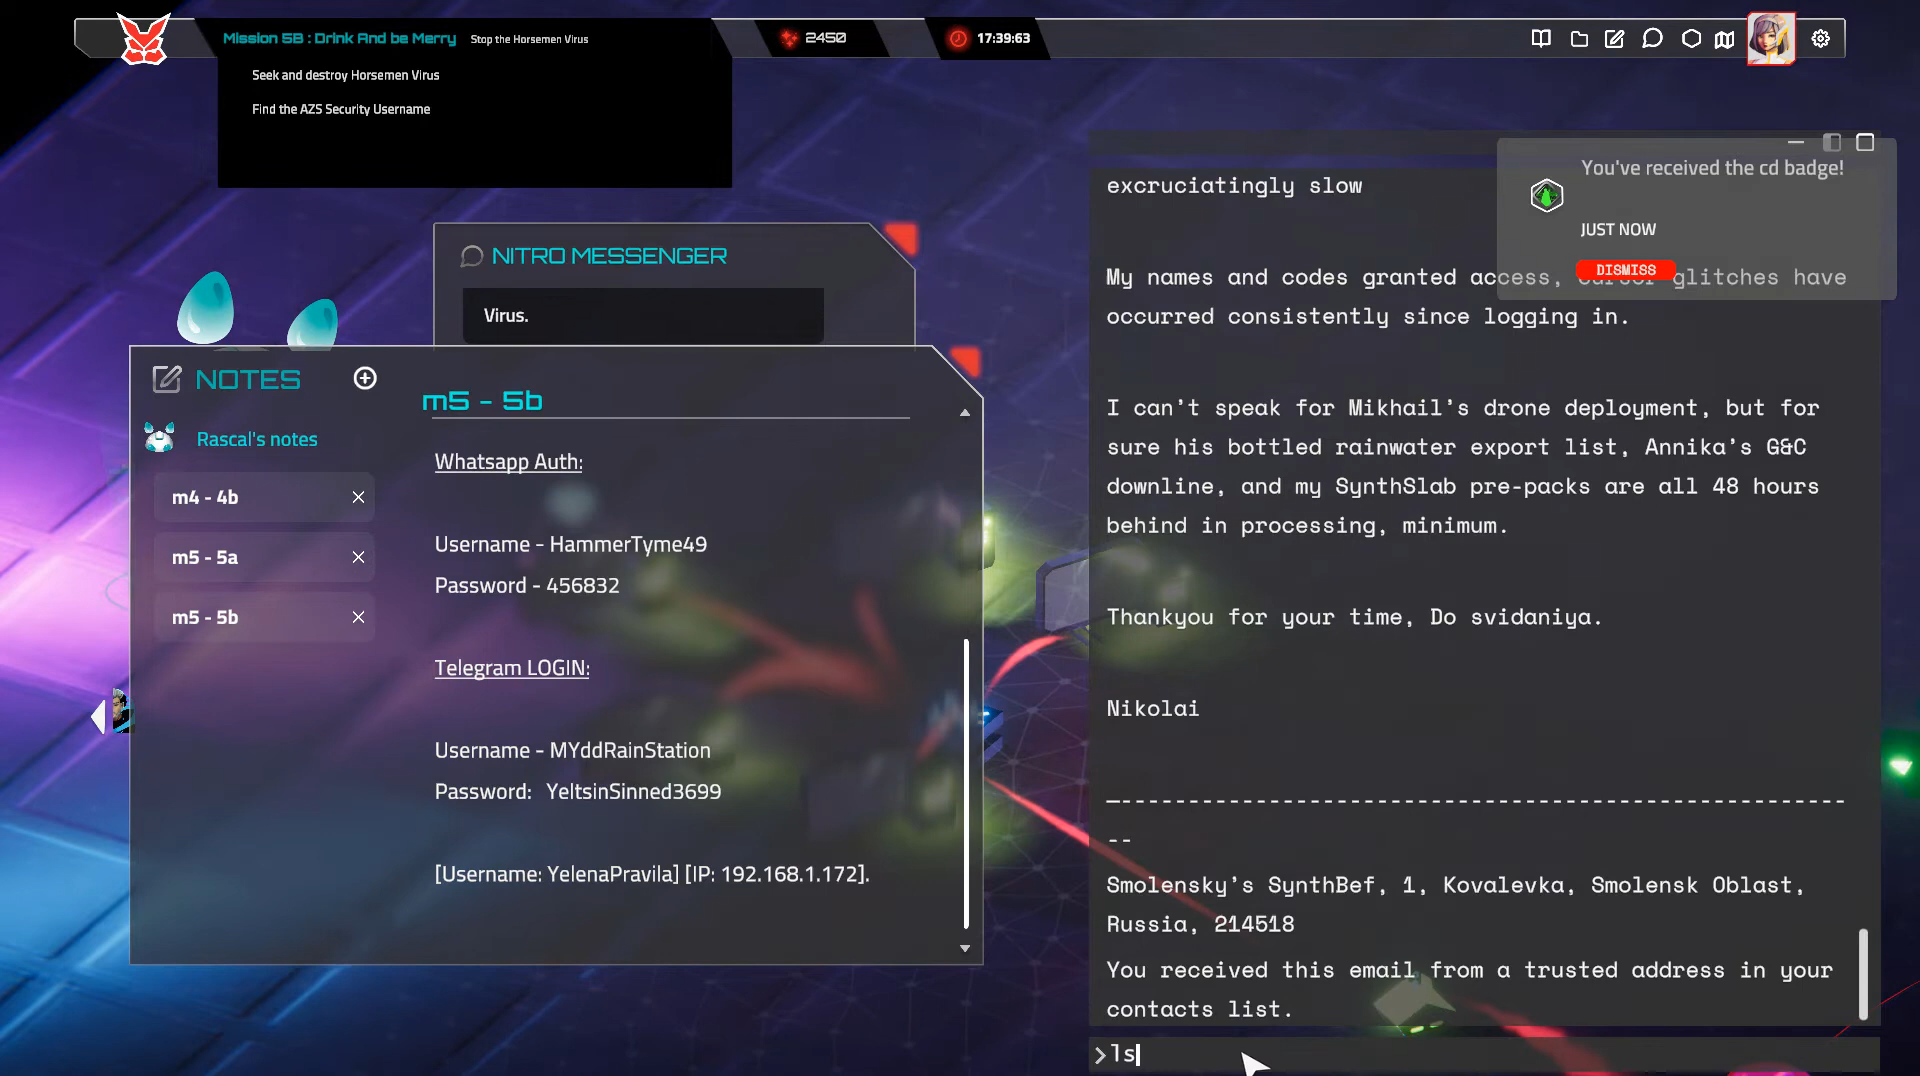 Mission 5B : Drink And be Merry Stop the Horsemen Virus
Seek and destroy Horsemen Virus
Find the AZS Security Username
2450
17:39:63
NITRO MESSENGER
Virus.
NOTES
Rascal's notes
m4 - 4b
m5 - 5a
m5 - 5b
m5 - 5b
Whatsapp Auth:
Username - HammerTyme49
Password - 456832
Telegram LOGIN:
Username - MYddRainStation
Password: YeltsinSinned3699
[Username: YelenaPravila] [IP: 192.168.1.172].
You've received the cd badge!
JUST NOW
DISMISS
excruciatingly slow
My names and codes granted access, cursor glitches have
occurred consistently since logging in.
I can't speak for Mikhail's drone deployment, but for
sure his bottled rainwater export list, Annika's G&C
downline, and my SynthSlab pre-packs are all 48 hours
behind in processing, minimum.
Thankyou for your time, Do svidaniya.
Nikolai
—------------------------------------------------------
--
Smolensky's SynthBef, 1, Kovalevka, Smolensk Oblast,
Russia, 214518
You received this email from a trusted address in your
contacts list.
>ls